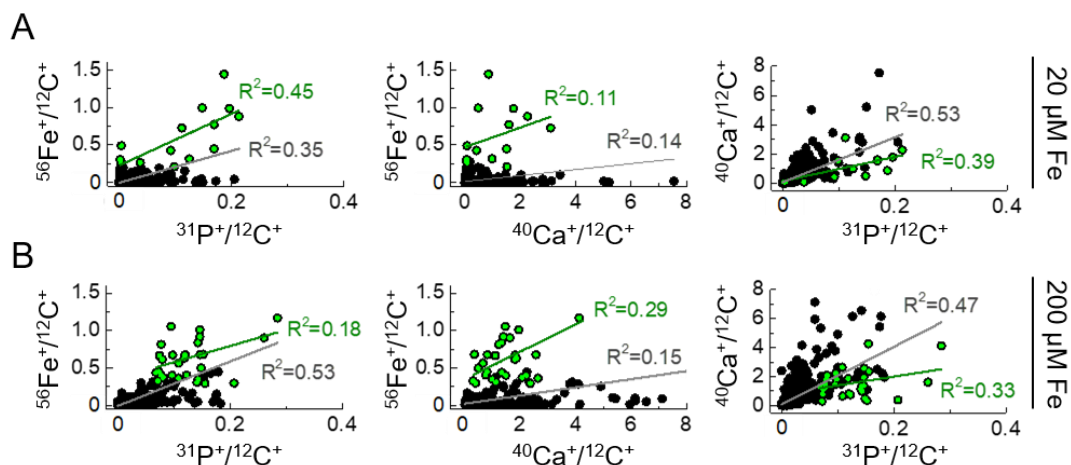 A
1.5
1.0
0.5
0
⁵⁶Fe⁺/¹²C⁺
R²=0.45
R²=0.35
0
0.2
0.4
³¹P⁺/¹²C⁺
1.5
1.0
0.5
0
⁵⁶Fe⁺/¹²C⁺
R²=0.11
R²=0.14
0
2
4
6
8
⁴⁰Ca⁺/¹²C⁺
8
6
4
2
0
⁴⁰Ca⁺/¹²C⁺
R²=0.53
R²=0.39
0
0.2
0.4
³¹P⁺/¹²C⁺
20 µM Fe
B
1.5
1.0
0.5
0
⁵⁶Fe⁺/¹²C⁺
R²=0.18
R²=0.53
0
0.2
0.4
³¹P⁺/¹²C⁺
1.5
1.0
0.5
0
⁵⁶Fe⁺/¹²C⁺
R²=0.29
R²=0.15
0
2
4
6
8
⁴⁰Ca⁺/¹²C⁺
8
6
4
2
0
⁴⁰Ca⁺/¹²C⁺
R²=0.47
R²=0.33
0
0.2
0.4
³¹P⁺/¹²C⁺
200 µM Fe